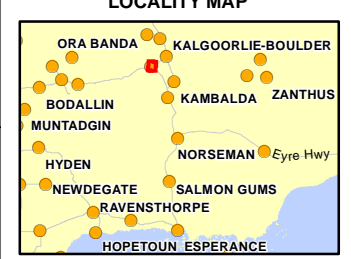 LOCALITY MAP
ORA BANDA
KALGOORLIE-BOULDER
KAMBALDA
ZANTHUS
BODALLIN
MUNTADGIN
NORSEMAN
Eyre Hwy
HYDEN
NEWDEGATE
SALMON GUMS
RAVENSTHORPE
HOPETOUN
ESPERANCE